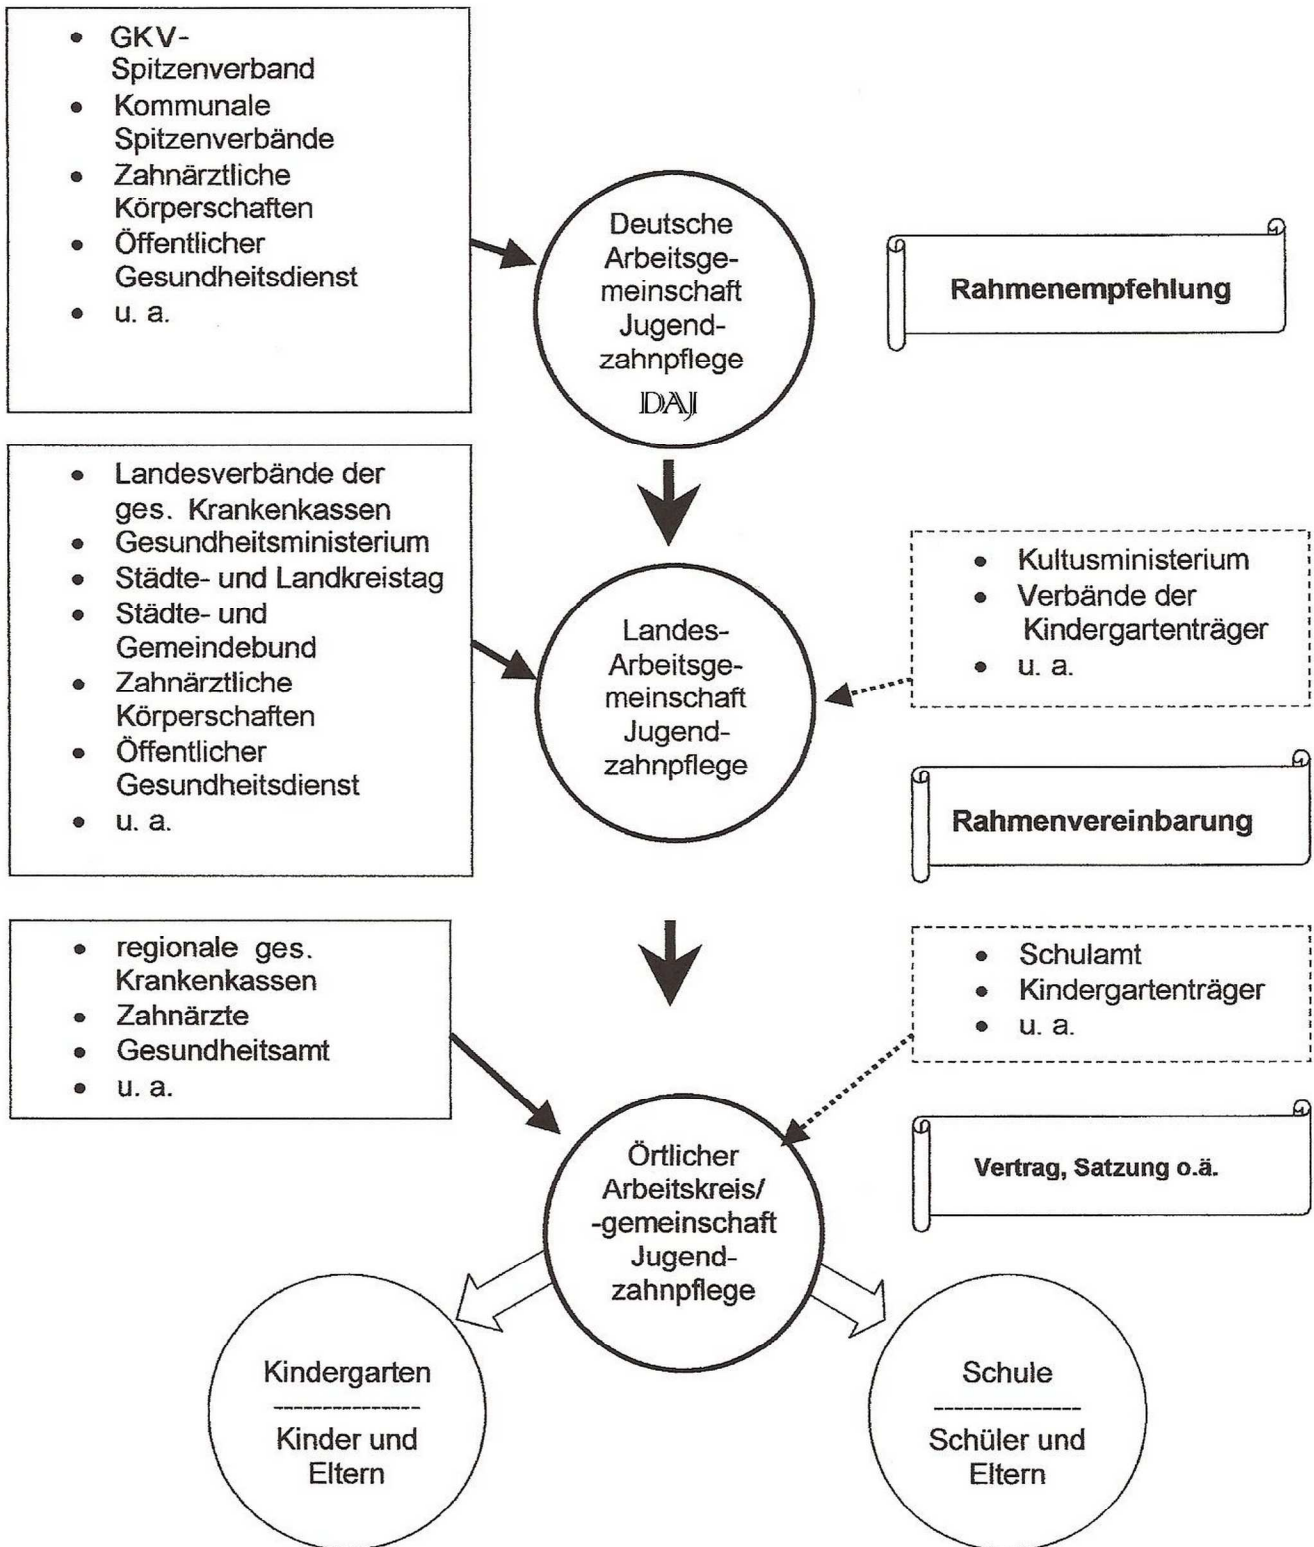 • GKV-
Spitzenverband
• Kommunale
Spitzenverbände
• Zahnärztliche
Körperschaften
• Öffentlicher
Gesundheitsdienst
• u. a.
Deutsche
Arbeitsge-
meinschaft
Jugend-
zahnpflege
DAJ
Rahmenempfehlung
• Landesverbände der
ges. Krankenkassen
• Gesundheitsministerium
• Städte- und Landkreistag
• Städte- und
Gemeindebund
• Zahnärztliche
Körperschaften
• Öffentlicher
Gesundheitsdienst
• u. a.
Landes-
Arbeitsge-
meinschaft
Jugend-
zahnpflege
• Kultusministerium
• Verbände der
Kindergartenträger
• u. a.
Rahmenvereinbarung
• regionale ges.
Krankenkassen
• Zahnärzte
• Gesundheitsamt
• u. a.
• Schulamt
• Kindergartenträger
• u. a.
Örtlicher
Arbeitskreis/
-gemeinschaft
Jugend-
zahnpflege
Vertrag, Satzung o.ä.
Kindergarten
---------------
Kinder und
Eltern
Schule
---------------
Schüler und
Eltern